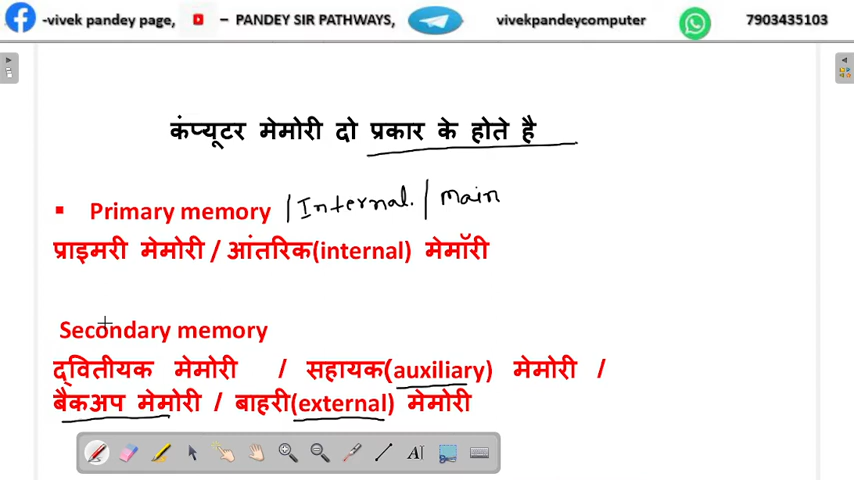 -vivek pandey page, – PANDEY SIR PATHWAYS, vivekpandeycomputer 7903435103
कंप्यूटर मेमोरी दो प्रकार के होते है
▪ Primary memory / Internal. / Main
प्राइमरी मेमोरी / आंतरिक(internal) मेमॉरी
Secondary memory
द्वितीयक मेमोरी / सहायक(auxiliary) मेमोरी /
बैकअप मेमोरी / बाहरी(external) मेमोरी